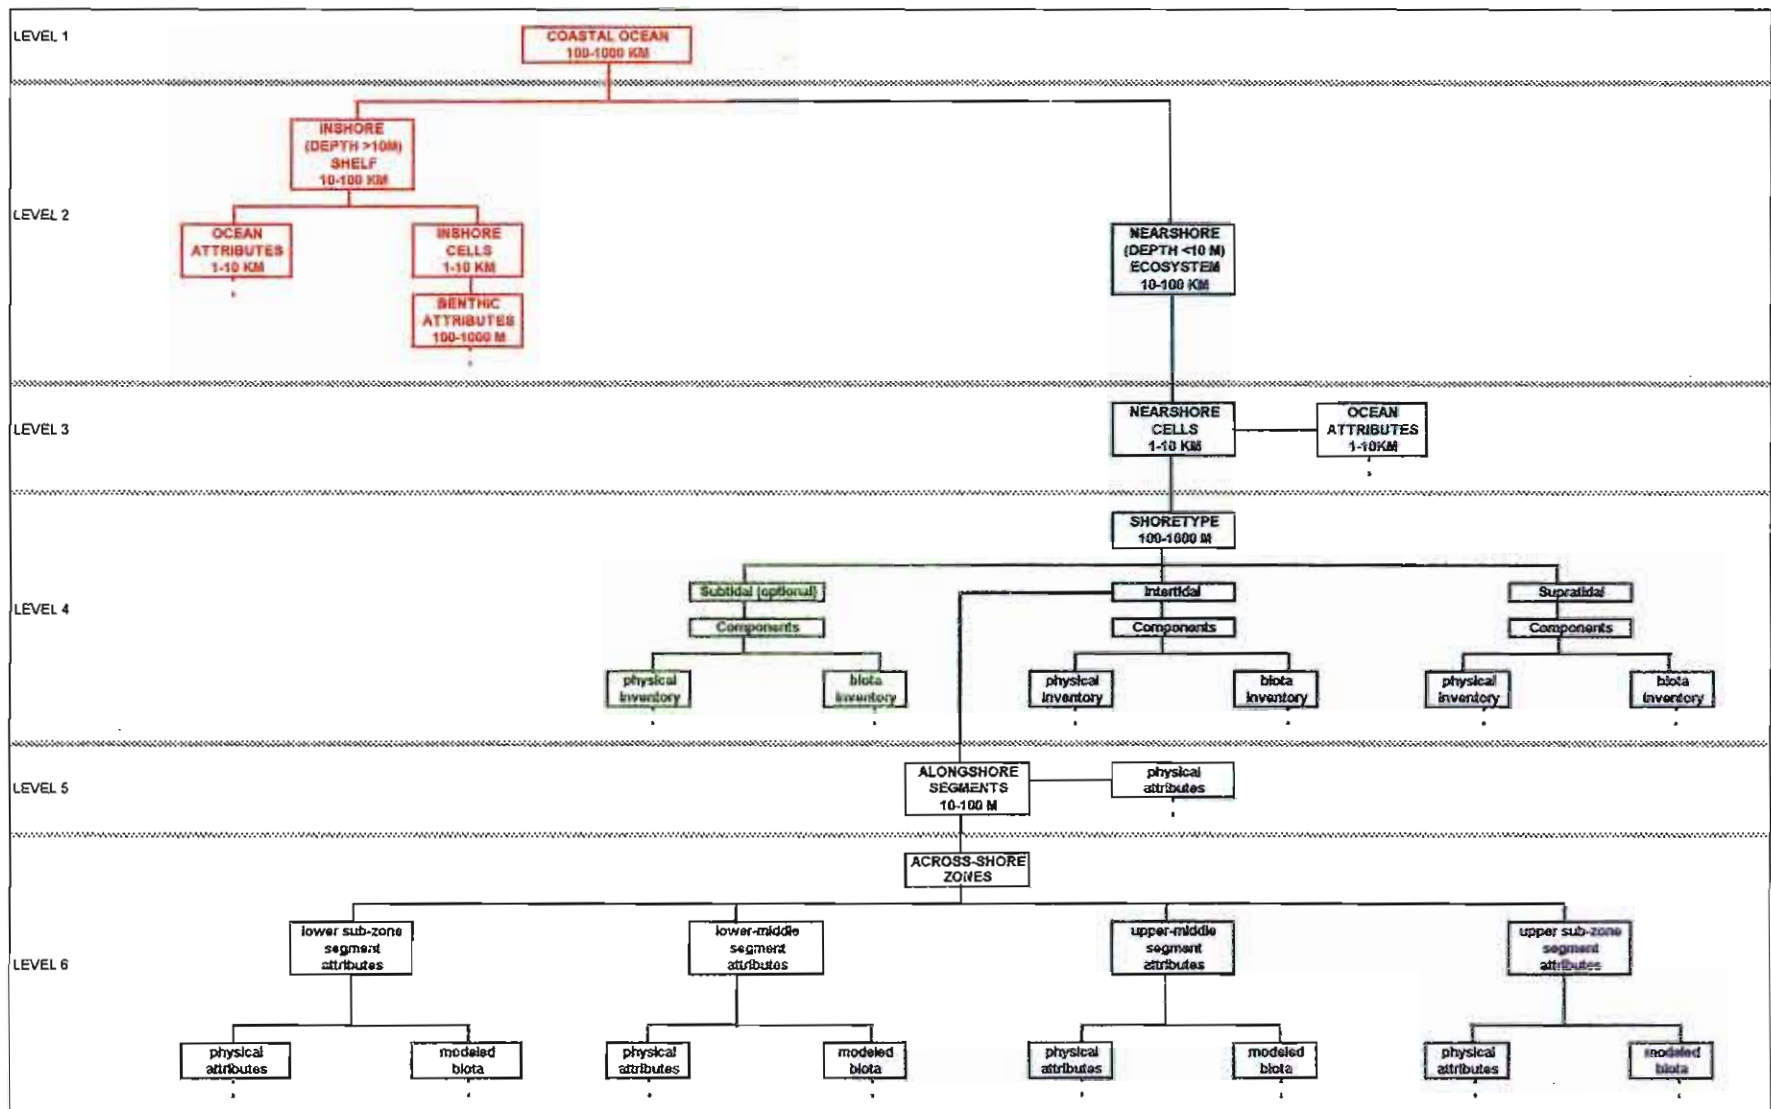 LEVEL 1
COASTAL OCEAN
100-1000 KM
INSHORE
(DEPTH >10M)
SHELF
10-100 KM
LEVEL 2
OCEAN
ATTRIBUTES
1-10 KM
INSHORE
CELLS
1-10 KM
BENTHIC
ATTRIBUTES
100-1000 M
NEARSHORE
(DEPTH <10 M)
ECOSYSTEM
10-100 KM
LEVEL 3
NEARSHORE
CELLS
1-10 KM
OCEAN
ATTRIBUTES
1-10KM
SHORETYPE
100-1000 M
LEVEL 4
Subtidal (optional)
Intertidal
Supratidal
Components
Components
Components
physical
inventory
biota
inventory
physical
inventory
biota
inventory
physical
inventory
biota
inventory
LEVEL 5
ALONGSHORE
SEGMENTS
10-100 M
physical
attributes
ACROSS-SHORE
ZONES
LEVEL 6
lower sub-zone
segment
attributes
lower-middle
segment
attributes
upper-middle
segment
attributes
upper sub-zone
segment
attributes
physical
attributes
modeled
biota
physical
attributes
modeled
biota
physical
attributes
modeled
biota
physical
attributes
modeled
biota